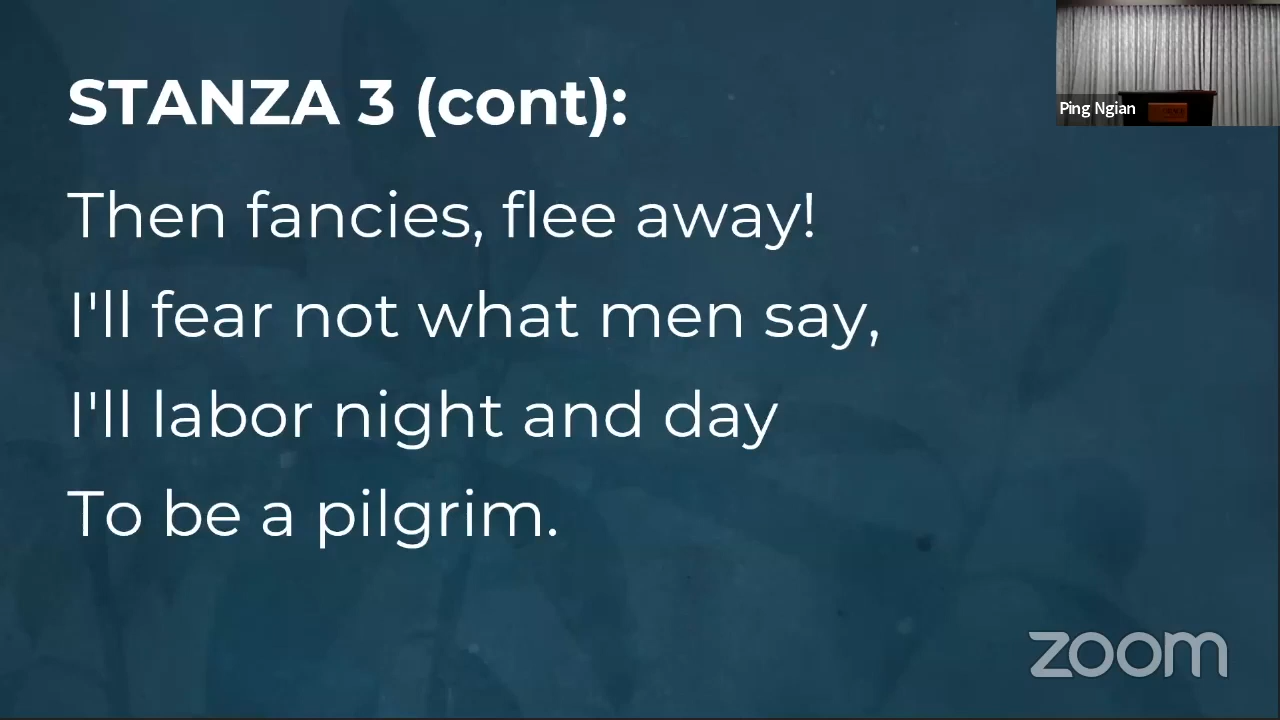 STANZA 3 (cont):
Then fancies, flee away!
I'll fear not what men say,
I'll labor night and day
To be a pilgrim.
Ping Ngian
zoom